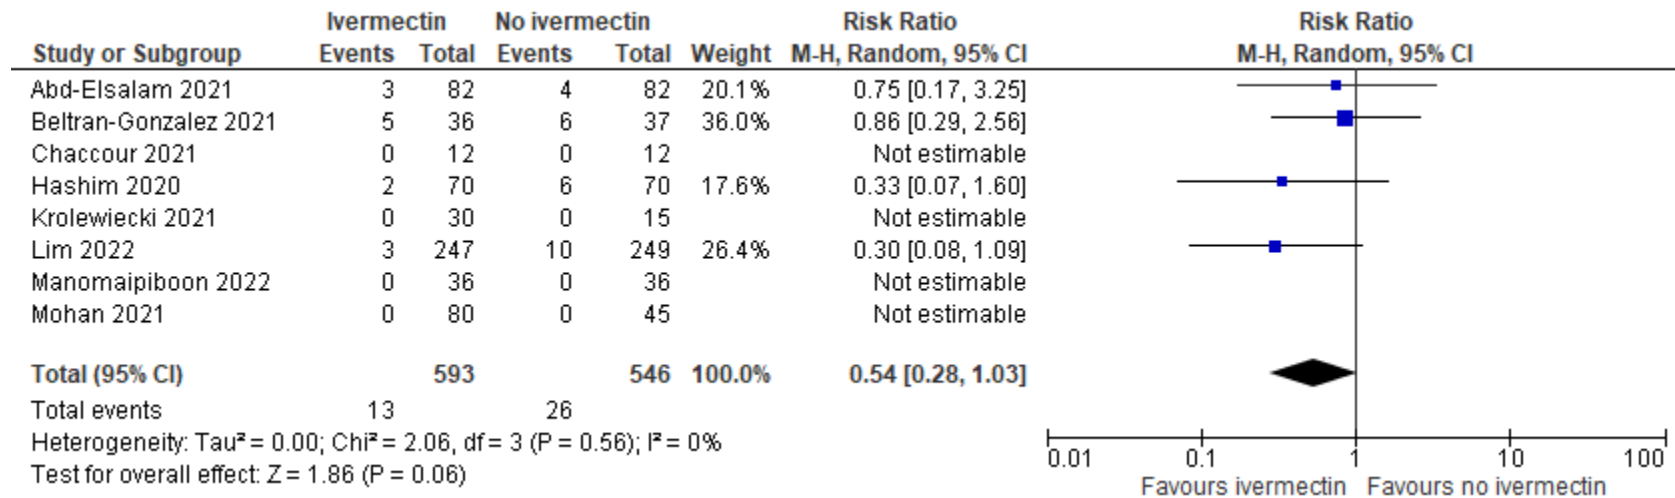 Ivermectin No ivermectin Risk Ratio Risk Ratio
Study or Subgroup Events Total Events Total Weight M-H, Random, 95% CI M-H, Random, 95% CI
Abd-Elsalam 2021 3 82 4 82 20.1% 0.75 [0.17, 3.25]
Beltran-Gonzalez 2021 5 36 6 37 36.0% 0.86 [0.29, 2.56]
Chaccour 2021 0 12 0 12 Not estimable
Hashim 2020 2 70 6 70 17.6% 0.33 [0.07, 1.60]
Krolewiecki 2021 0 30 0 15 Not estimable
Lim 2022 3 247 10 249 26.4% 0.30 [0.08, 1.09]
Manomaipiboon 2022 0 36 0 36 Not estimable
Mohan 2021 0 80 0 45 Not estimable
Total (95% CI) 593 546 100.0% 0.54 [0.28, 1.03]
Total events 13 26
Heterogeneity: Tau² = 0.00; Chi² = 2.06, df = 3 (P = 0.56); I² = 0%
Test for overall effect: Z = 1.86 (P = 0.06)
0.01 0.1 1 10 100
Favours ivermectin Favours no ivermectin